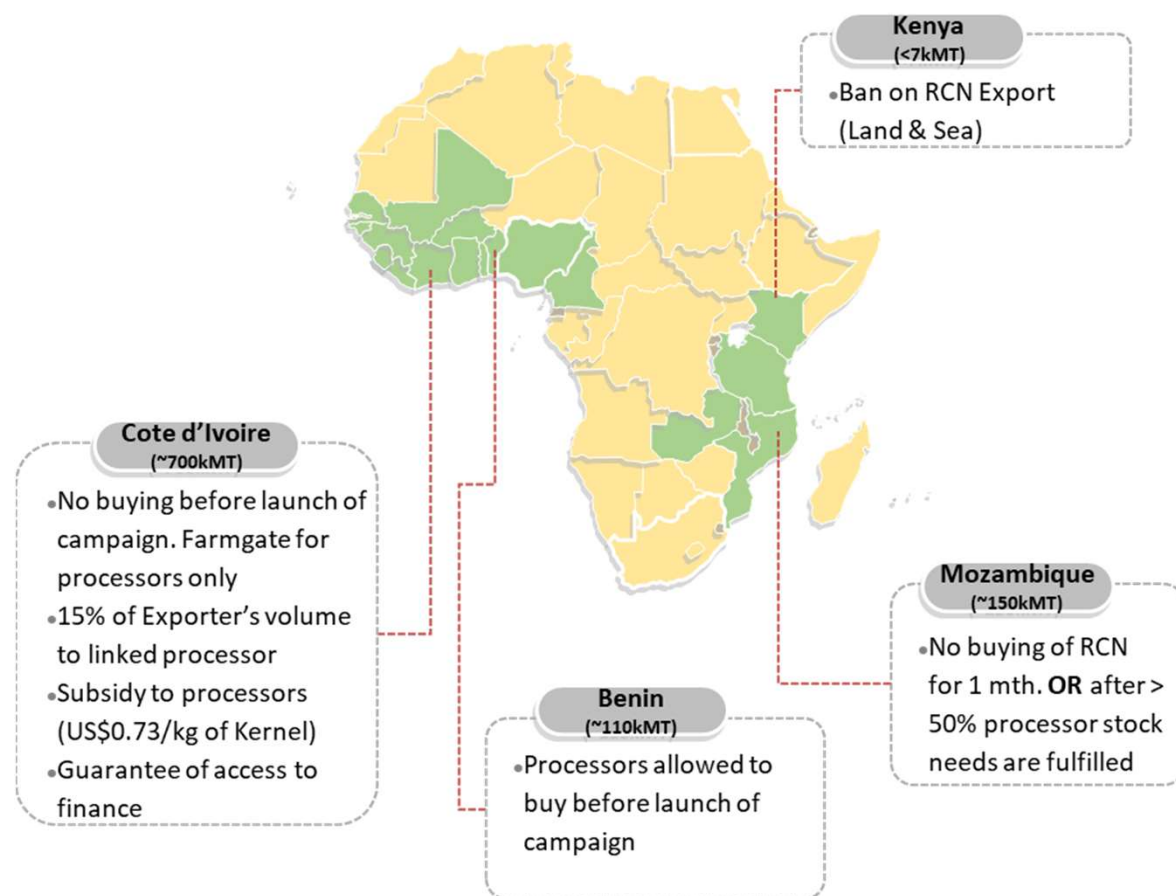 Kenya
(<7kMT)
•Ban on RCN Export
(Land & Sea)
Cote d’Ivoire
(~700kMT)
•No buying before launch of
campaign. Farmgate for
processors only
•15% of Exporter’s volume
to linked processor
•Subsidy to processors
(US$0.73/kg of Kernel)
•Guarantee of access to
finance
Benin
(~110kMT)
•Processors allowed to
buy before launch of
campaign
Mozambique
(~150kMT)
•No buying of RCN
for 1 mth. OR after >
50% processor stock
needs are fulfilled